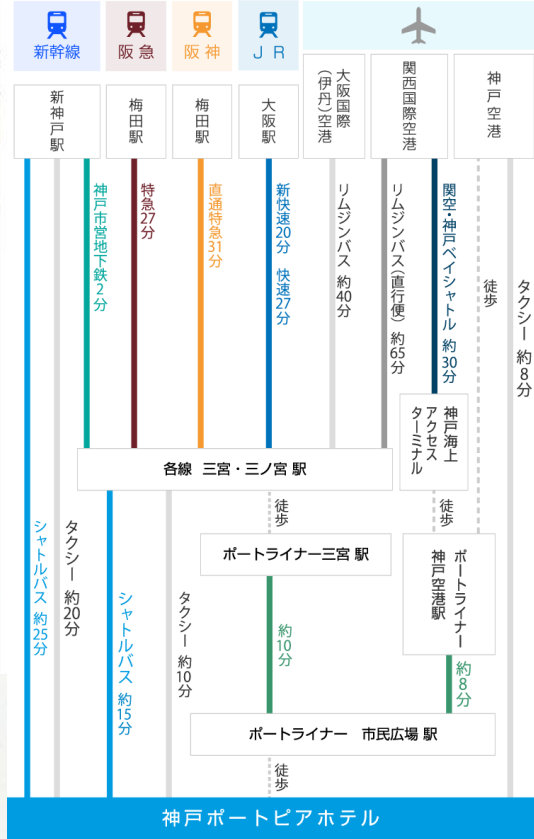 新幹線
阪急
阪神
JR
新神戸駅
梅田駅
梅田駅
大阪駅
大阪国際
(伊丹)空港
関西国際空港
神戸空港
神戸市営地下鉄2分
特急27分
直通特急31分
新快速20分 快速27分
リムジンバス 約40分
リムジンバス(直行便) 約65分
関空・神戸ベイシャトル 約30分
徒歩
タクシー 約8分
神戸海上
アクセス
ターミナル
各線 三宮・三ノ宮 駅
徒歩
徒歩
ポートライナー三宮 駅
ポートライナー
神戸空港駅
シャトルバス 約25分
タクシー 約20分
シャトルバス 約15分
タクシー 約10分
約10分
約8分
ポートライナー 市民広場 駅
徒歩
神戸ポートピアホテル